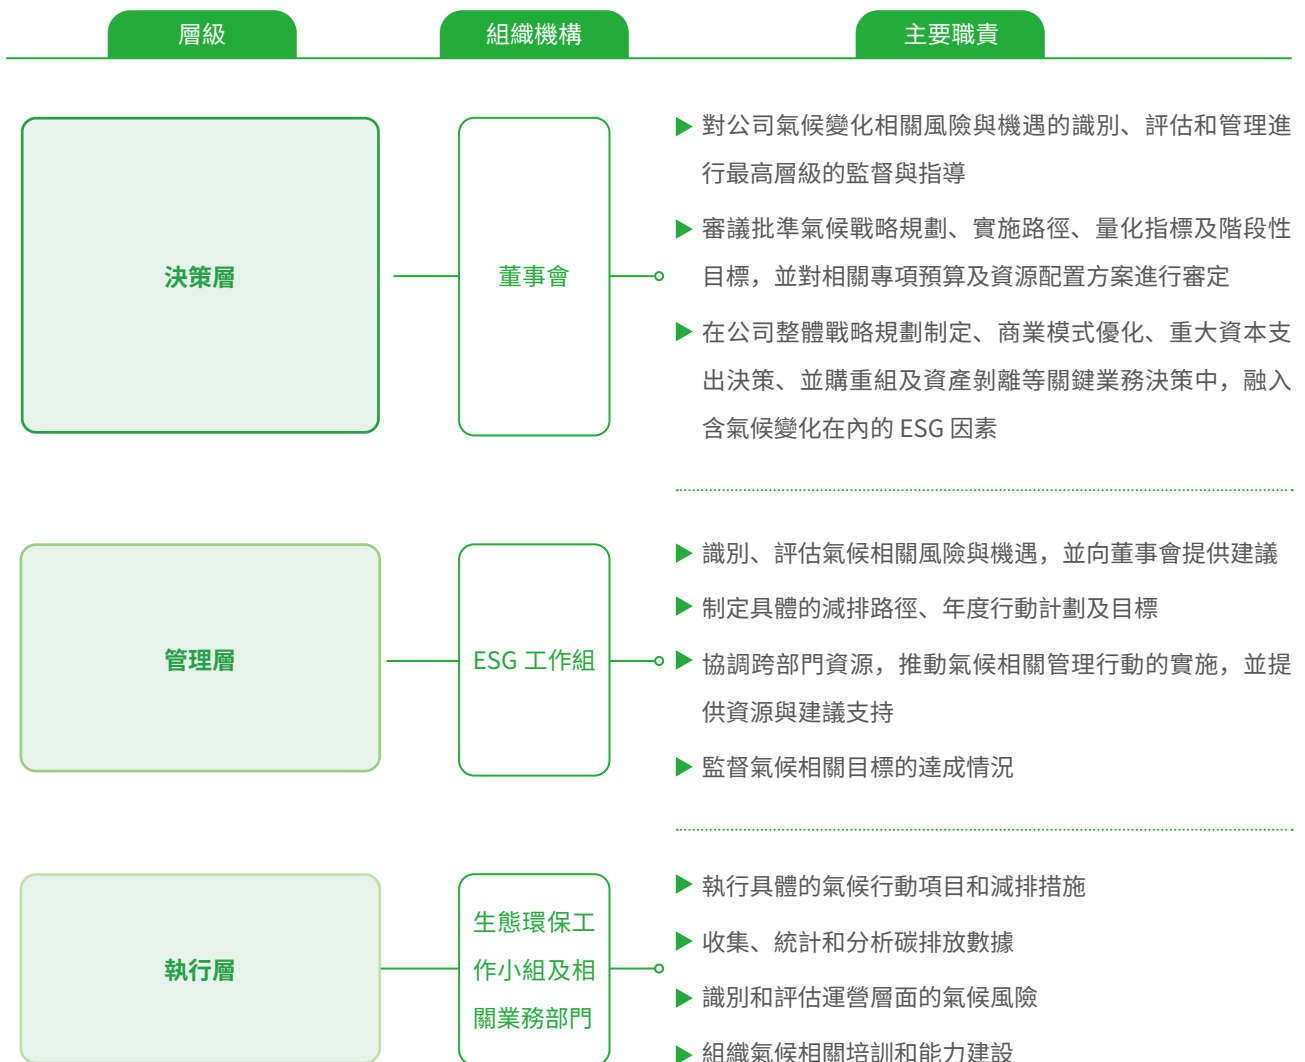 層級
組織機構
主要職責
決策層
董事會
對公司氣候變化相關風險與機遇的識別、評估和管理進
行最高層級的監督與指導
審議批準氣候戰略規劃、實施路徑、量化指標及階段性
目標，並對相關專項預算及資源配置方案進行審定
在公司整體戰略規劃制定、商業模式優化、重大資本支
出決策、並購重組及資產剝離等關鍵業務決策中，融入
含氣候變化在內的 ESG 因素
管理層
ESG 工作組
識別、評估氣候相關風險與機遇，並向董事會提供建議
制定具體的減排路徑、年度行動計劃及目標
協調跨部門資源，推動氣候相關管理行動的實施，並提
供資源與建議支持
監督氣候相關目標的達成情況
執行層
生態環保工
作小組及相
關業務部門
執行具體的氣候行動項目和減排措施
收集、統計和分析碳排放數據
識別和評估運營層面的氣候風險
組織氣候相關培訓和能力建設